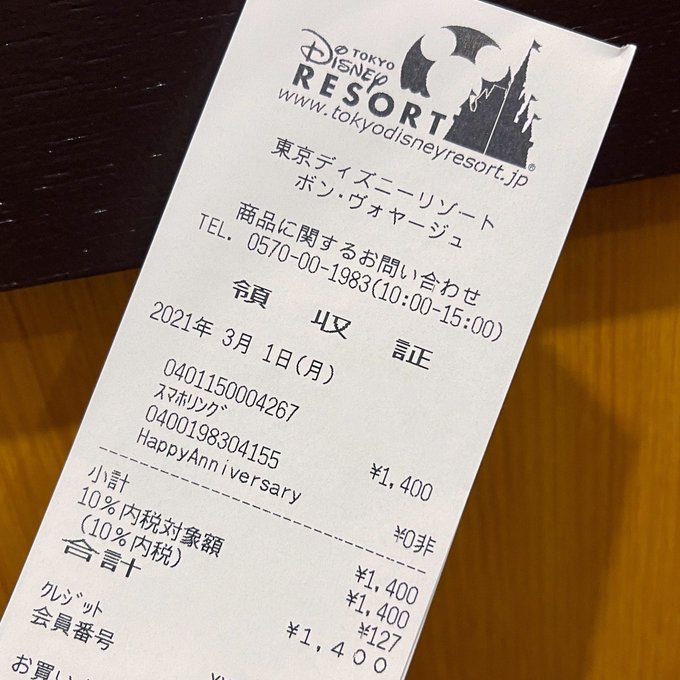 TOKYO
Disney
RESORT®
www.tokyodisneyresort.jp
東京ディズニーリゾート
ボン・ヴォヤージュ
商品に関するお問い合わせ
TEL. 0570-00-1983(10:00-15:00)
領収証
2021年 3月 1日(月)
0401150004267
ｽﾏﾎﾘﾝｸﾞ ¥1,400
0400198304155
HappyAnniversary ¥0非
小計 ¥1,400
10%内税対象額 ¥1,400
(10%内税) ¥127
合計 ¥1,400
ｸﾚｼﾞｯﾄ
会員番号
お買い